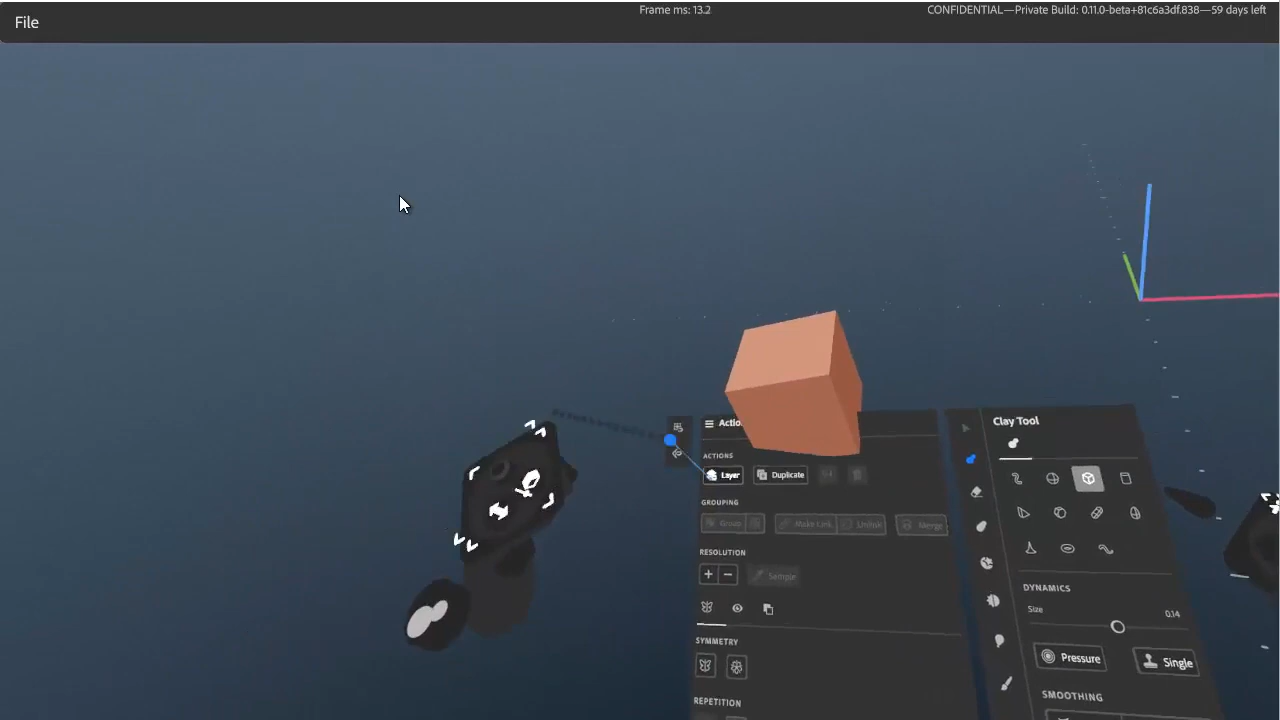 Frame ms: 13.2
CONFIDENTIAL—Private Build: 0.11.0-beta+81c6a3df.838—59 days left
File
Clay Tool
ACTIONS
Layer
Duplicate
GROUPING
Group
Make Link
Unlink
Merge
RESOLUTION
+ −
Sample
DYNAMICS
Size
0.14
SYMMETRY
Pressure
Single
REPETITION
SMOOTHING